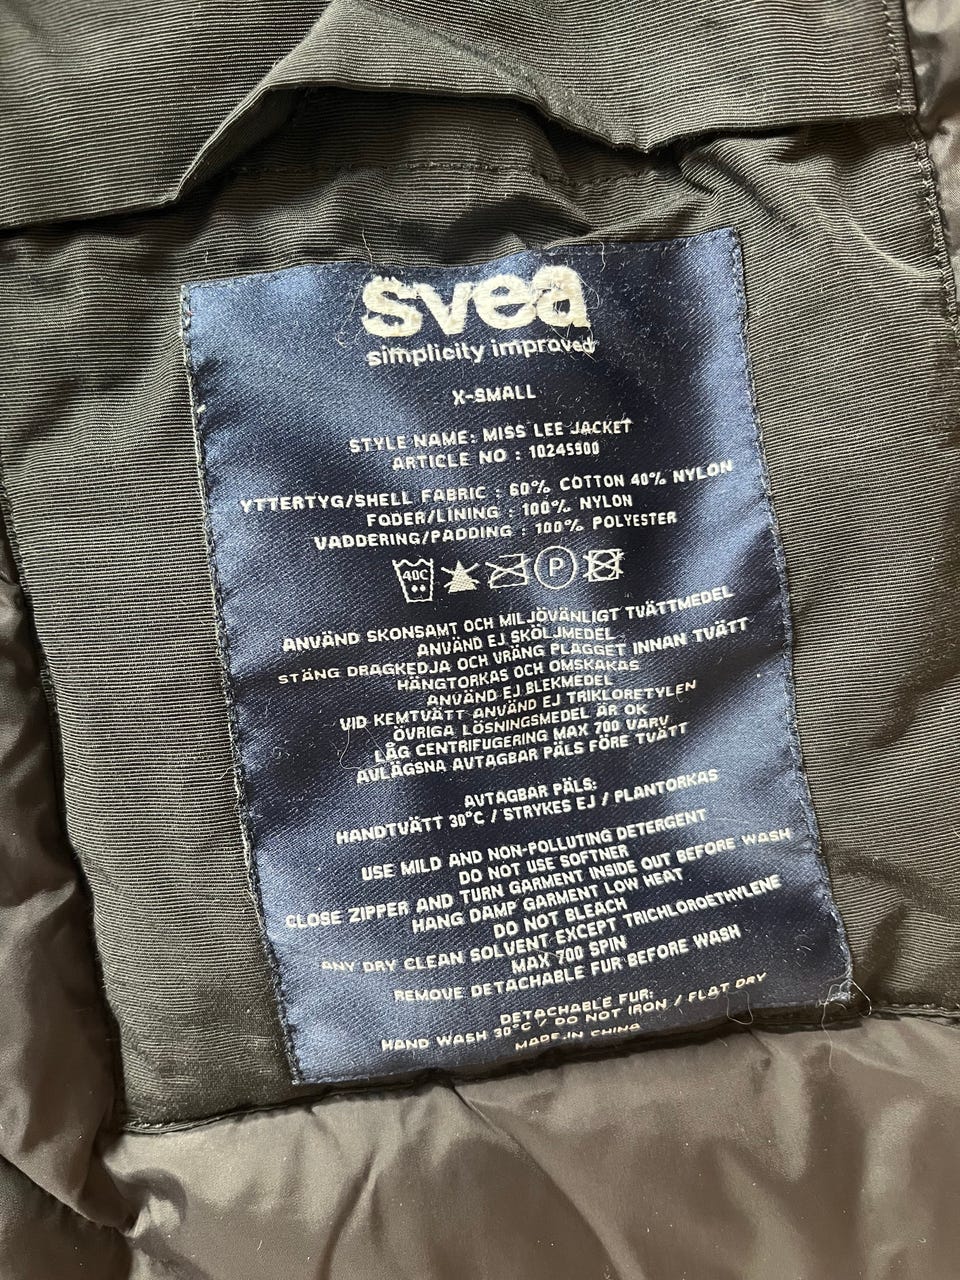 svea
simplicity improved
X-SMALL
STYLE NAME: MISS LEE JACKET
ARTICLE NO : 10245900
YTTERTYG/SHELL FABRIC : 60% COTTON 40% NYLON
FODER/LINING : 100% NYLON
VADDERING/PADDING : 100% POLYESTER
40C P
ANVÄND SKONSAMT OCH MILJÖVÄNLIGT TVÄTTMEDEL
ANVÄND EJ SKÖLJMEDEL
STÄNG DRAGKEDJA OCH VRÄNG PLAGGET INNAN TVÄTT
HÄNGTORKAS OCH OMSKAKAS
ANVÄND EJ BLEKMEDEL
VID KEMTVÄTT ANVÄND EJ TRIKLORETYLEN
ÖVRIGA LÖSNINGSMEDEL ÄR OK
LÅG CENTRIFUGERING MAX 700 VARV
AVLÄGSNA AVTAGBAR PÄLS FÖRE TVÄTT
AVTAGBAR PÄLS:
HANDTVÄTT 30°C / STRYKES EJ / PLANTORKAS
USE MILD AND NON-POLLUTING DETERGENT
DO NOT USE SOFTNER
CLOSE ZIPPER AND TURN GARMENT INSIDE OUT BEFORE WASH
HANG DAMP GARMENT LOW HEAT
DO NOT BLEACH
ANY DRY CLEAN SOLVENT EXCEPT TRICHLOROETHYLENE
MAX 700 SPIN
REMOVE DETACHABLE FUR BEFORE WASH
DETACHABLE FUR:
HAND WASH 30°C / DO NOT IRON / FLAT DRY
MADE IN CHINA